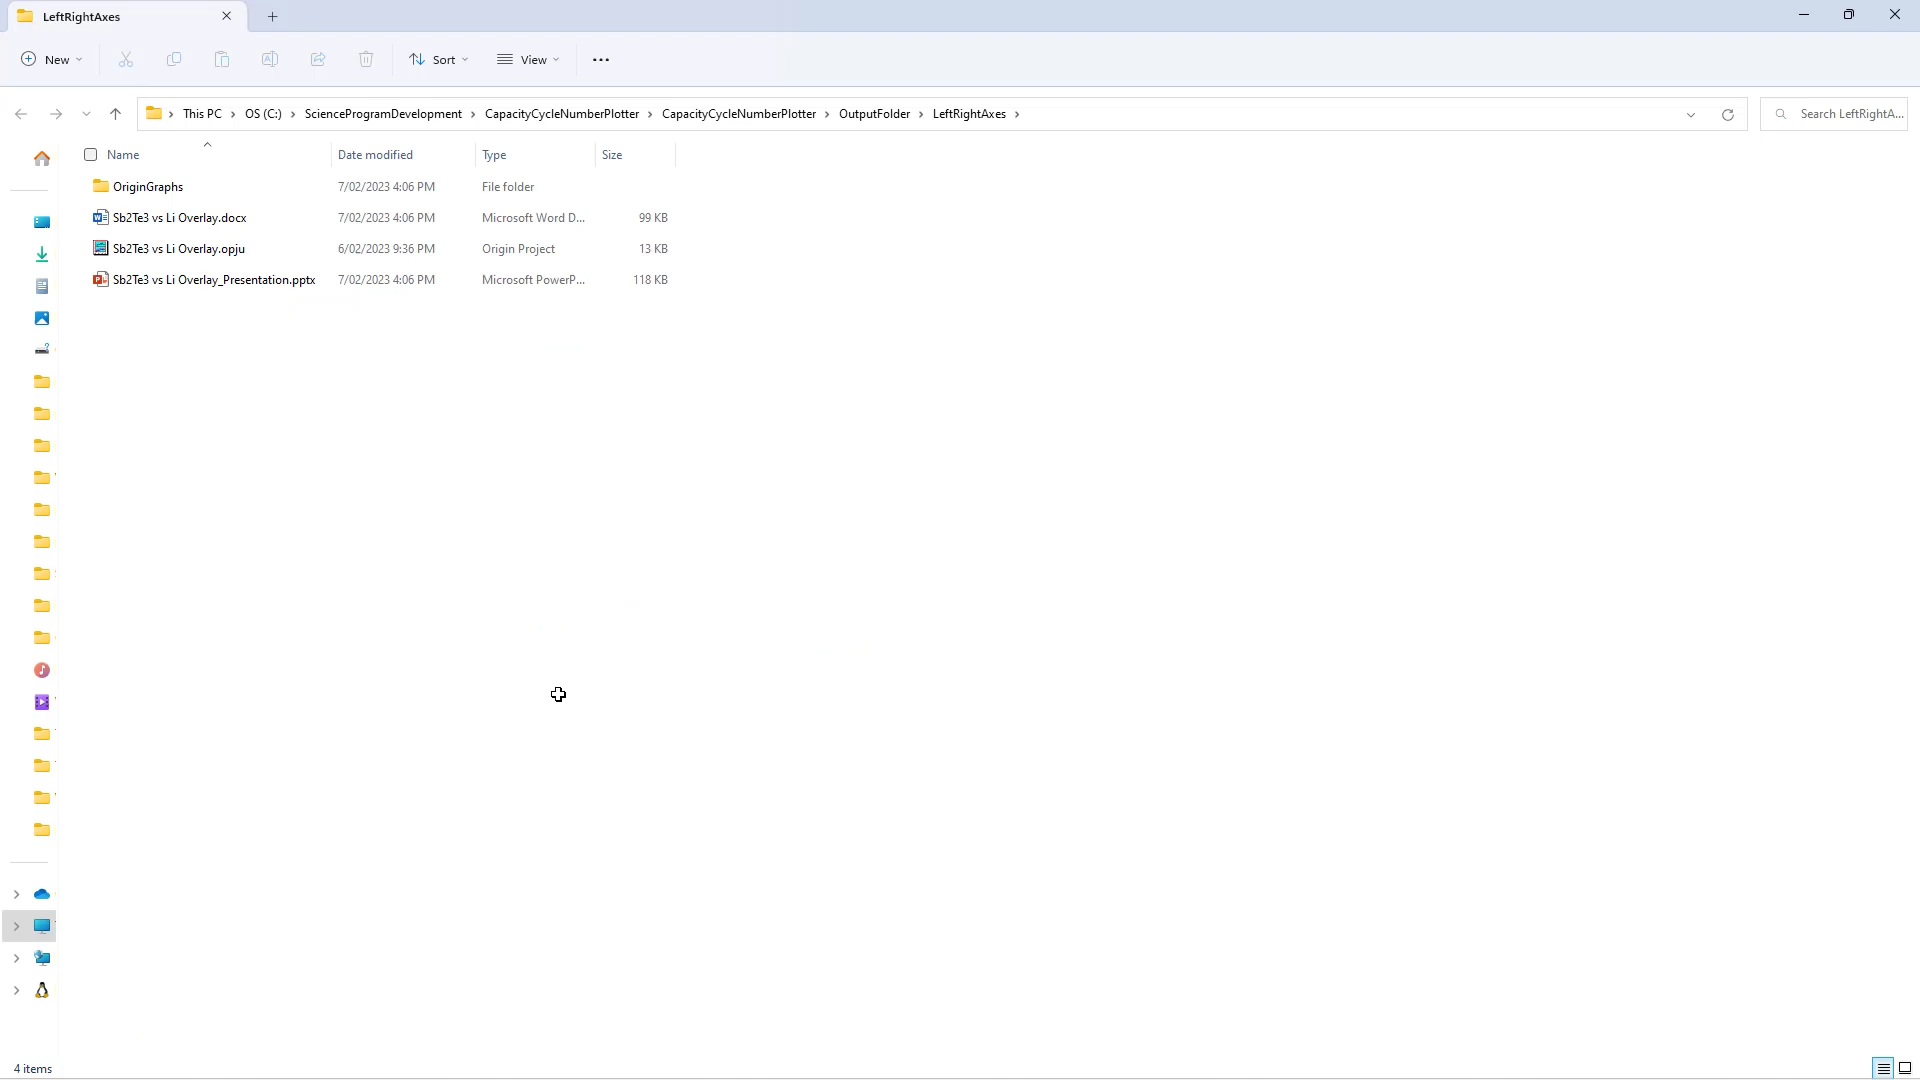 LeftRightAxes
New
Sort
View
This PC > OS (C:) > ScienceProgramDevelopment > CapacityCycleNumberPlotter > CapacityCycleNumberPlotter > OutputFolder > LeftRightAxes >
Search LeftRightA...
Name Date modified Type Size
OriginGraphs 7/02/2023 4:06 PM File folder
Sb2Te3 vs Li Overlay.docx 7/02/2023 4:06 PM Microsoft Word D... 99 KB
Sb2Te3 vs Li Overlay.opju 6/02/2023 9:36 PM Origin Project 13 KB
Sb2Te3 vs Li Overlay_Presentation.pptx 7/02/2023 4:06 PM Microsoft PowerP... 118 KB
4 items